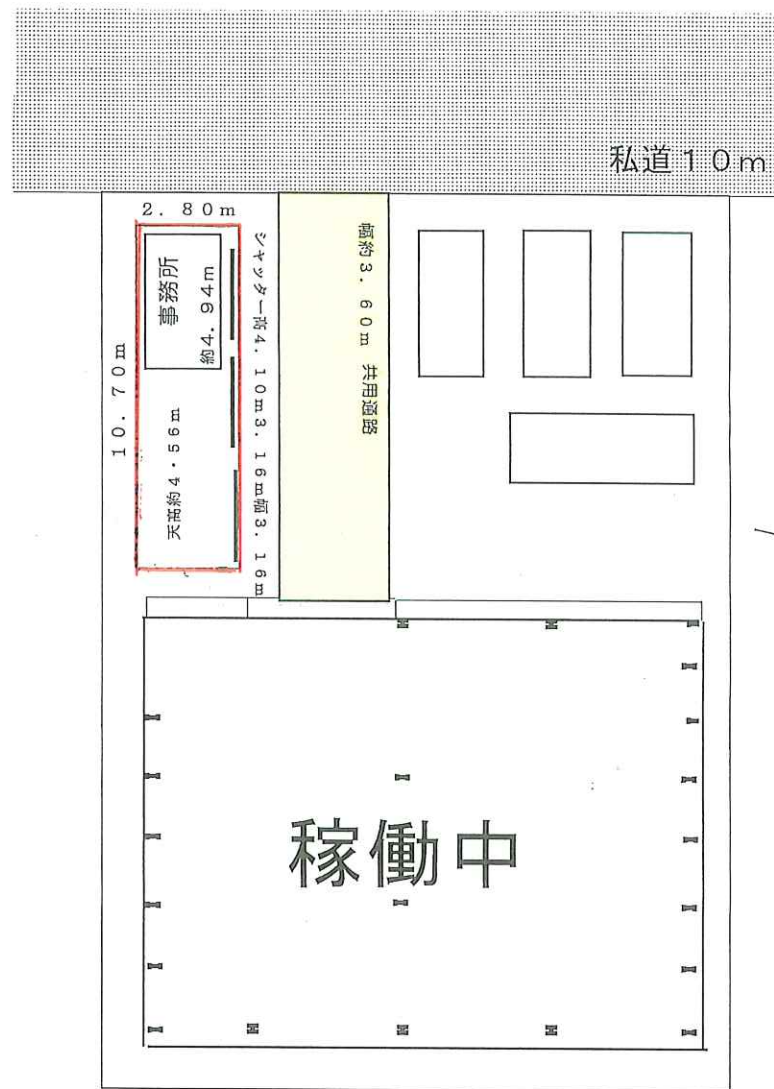 私道１０ｍ
２．８０ｍ
事務所
約４．９４ｍ
１０．７０ｍ
天高約４・５６ｍ
シャッター高４．１０ｍ３．１６ｍ幅３．１６ｍ
幅約３．６０ｍ 共用通路
稼働中